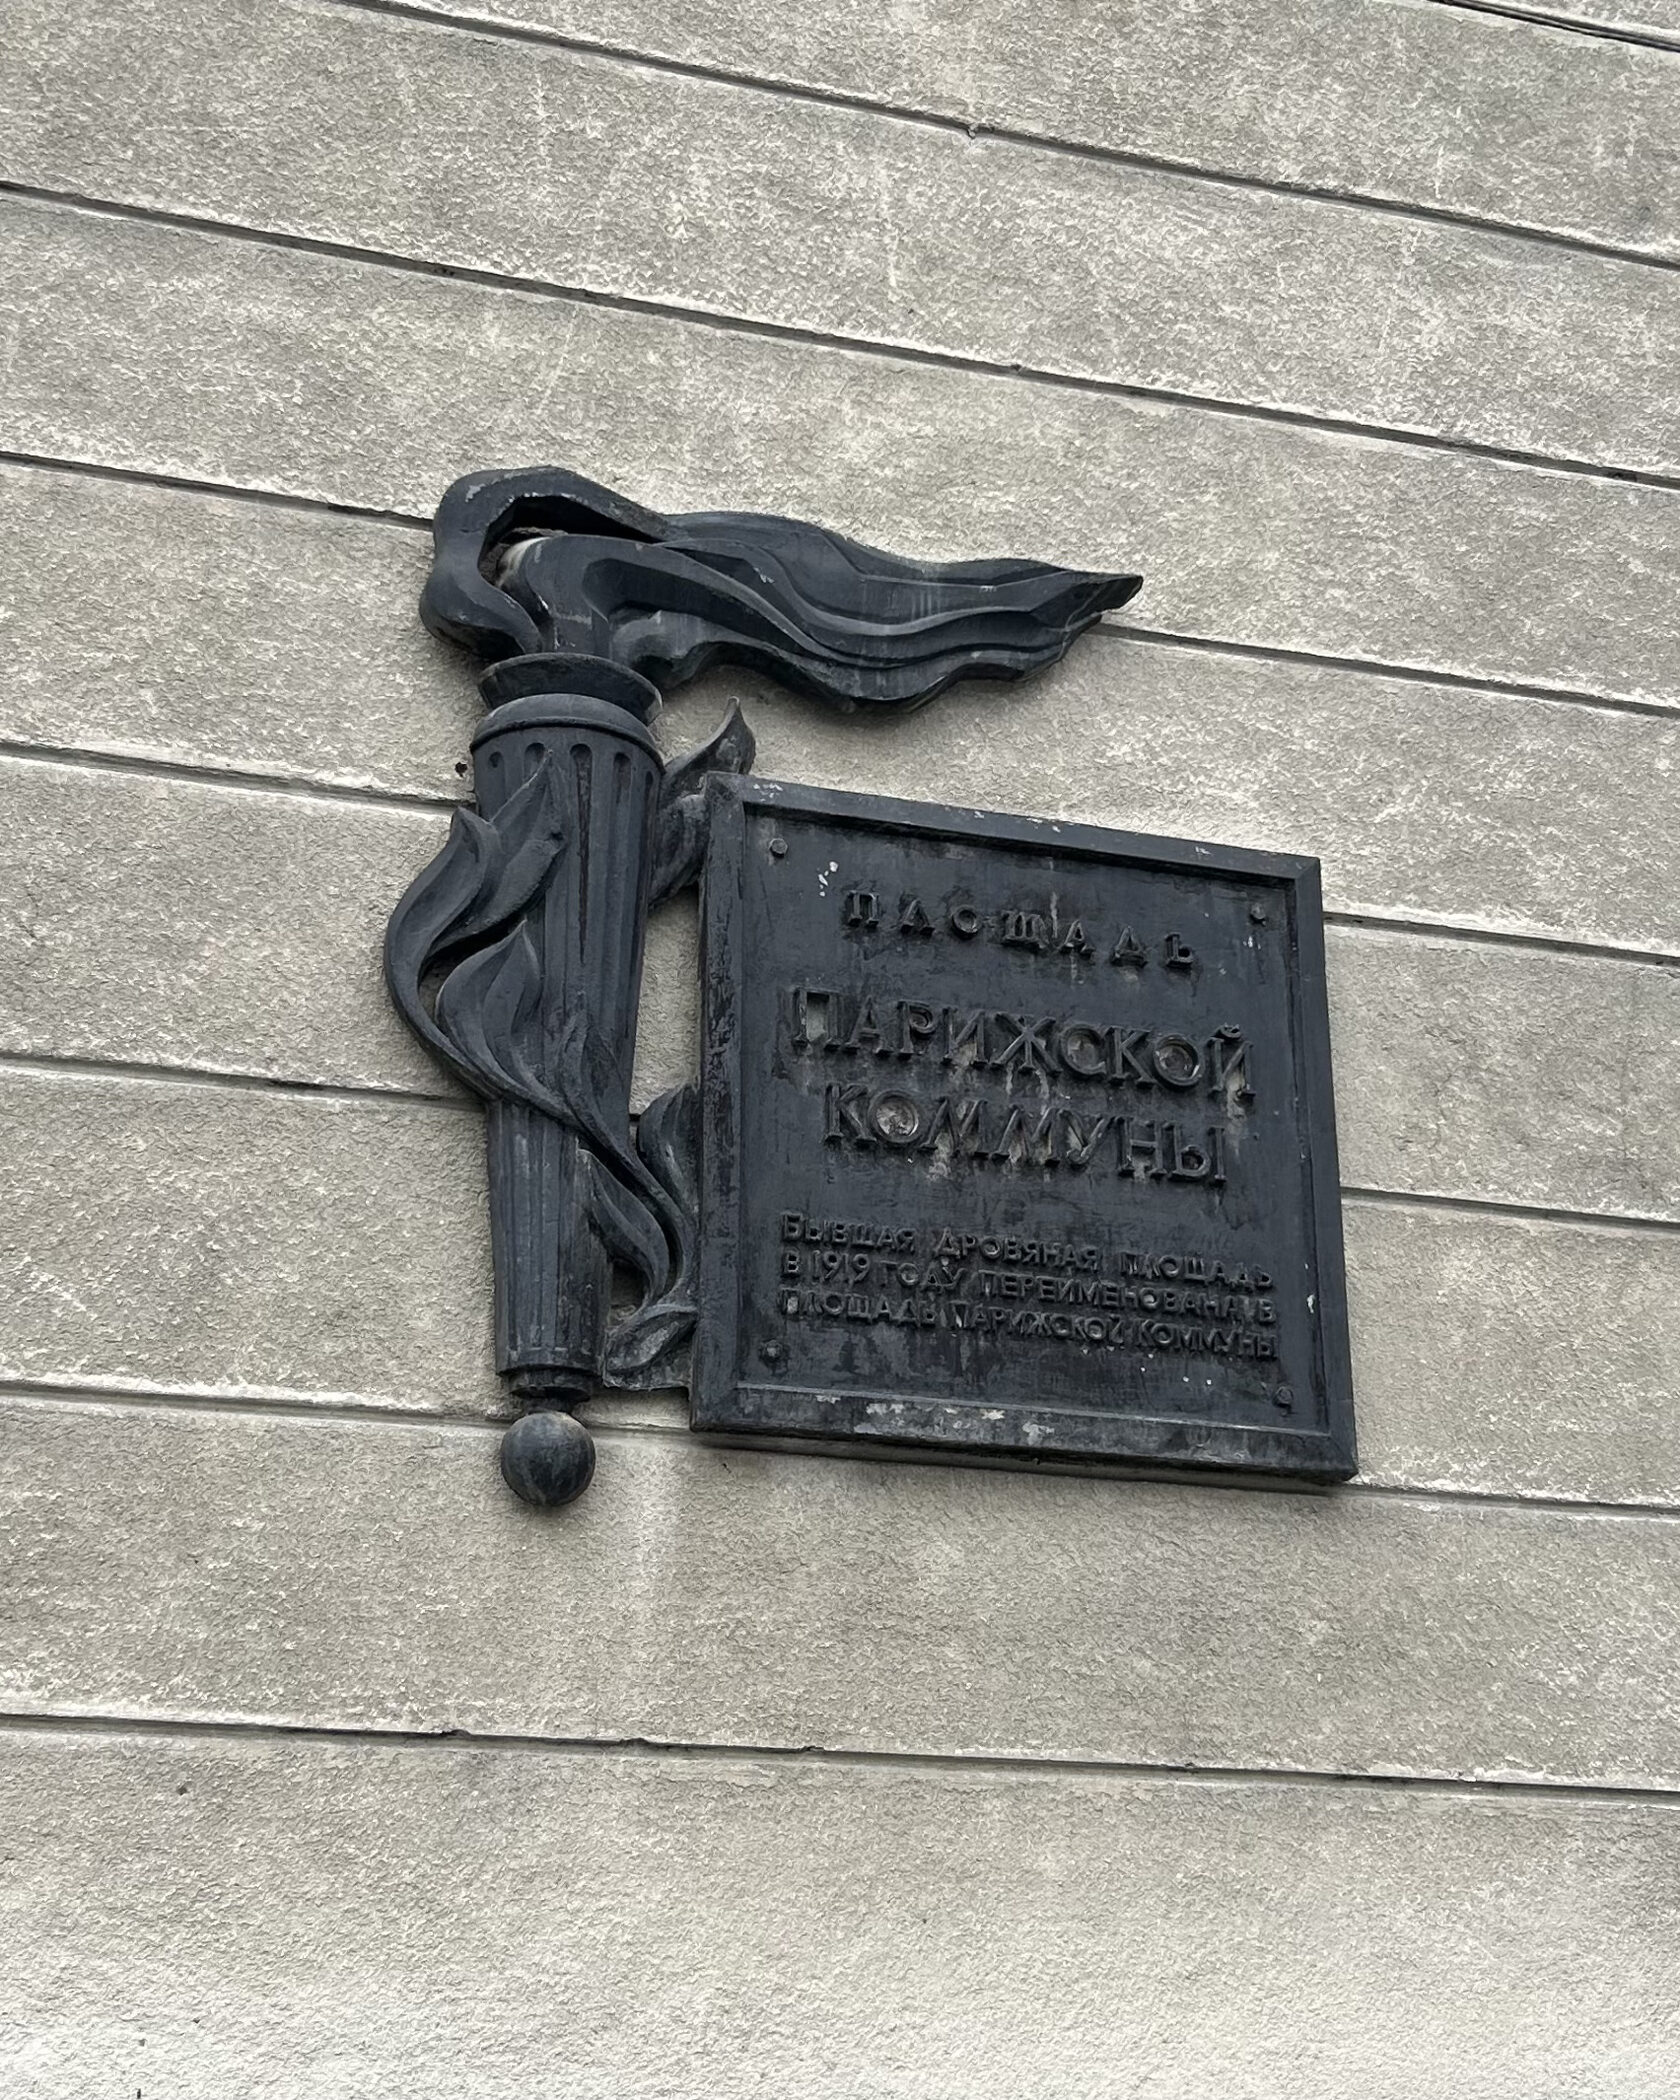 ПЛОЩАДЬ
ПАРИЖСКОЙ
КОММУНЫ
БЫВШАЯ ДРОВЯНАЯ ПЛОЩАДЬ
В 1919 ГОДУ ПЕРЕИМЕНОВАНА В
ПЛОЩАДЬ ПАРИЖСКОЙ КОММУНЫ